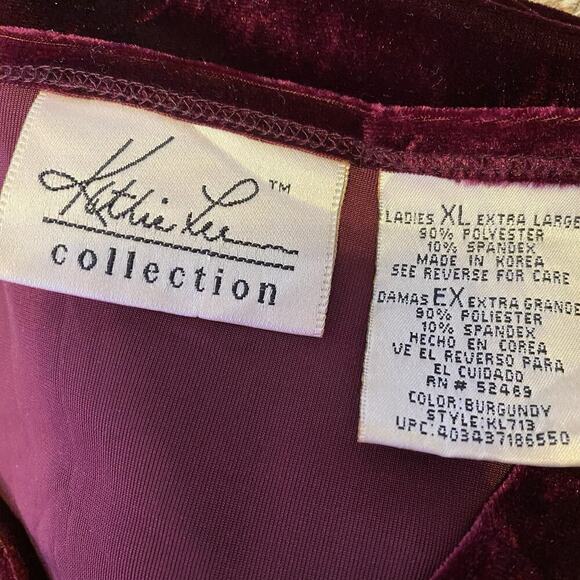 Kathie Lee ™
collection
LADIES XL EXTRA LARGE
90% POLYESTER
10% SPANDEX
MADE IN KOREA
SEE REVERSE FOR CARE
DAMAS EX EXTRA GRANDE
90% POLIESTER
10% SPANDEX
HECHO EN COREA
VE EL REVERSO PARA
EL CUIDADO
RN# 52469
COLOR:BURGUNDY
STYLE:KL713
UPC:403437186550